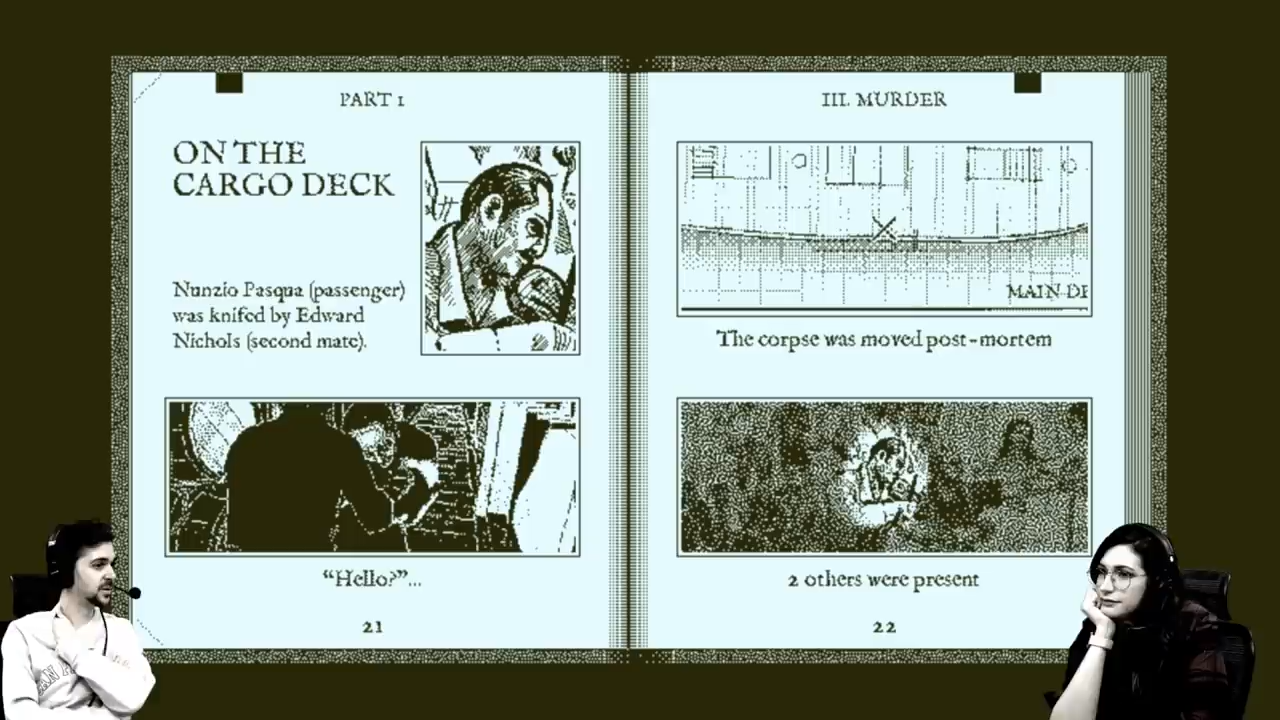 PART 1
ON THE
CARGO DECK
Nunzio Pasqua (passenger)
was knifed by Edward
Nichols (second mate).
"Hello?"...
21
III. MURDER
MAIN DE
The corpse was moved post-mortem
2 others were present
22